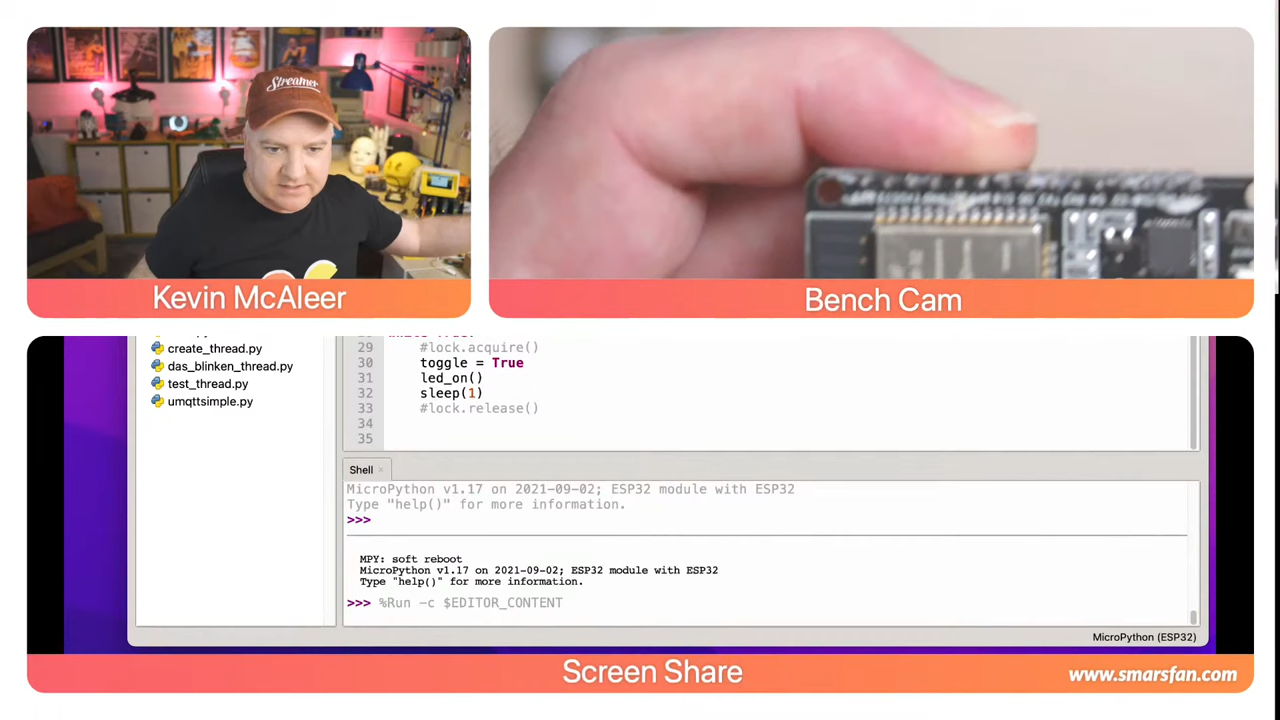 Streamer
Kevin McAleer
Bench Cam
create_thread.py
das_blinken_thread.py
test_thread.py
umqttsimple.py
29 #lock.acquire()
30 toggle = True
31 led_on()
32 sleep(1)
33 #lock.release()
34
35
Shell ×
MicroPython v1.17 on 2021-09-02; ESP32 module with ESP32
Type "help()" for more information.
>>>
MPY: soft reboot
MicroPython v1.17 on 2021-09-02; ESP32 module with ESP32
Type "help()" for more information.
>>> %Run -c $EDITOR_CONTENT
MicroPython (ESP32)
Screen Share
www.smarsfan.com